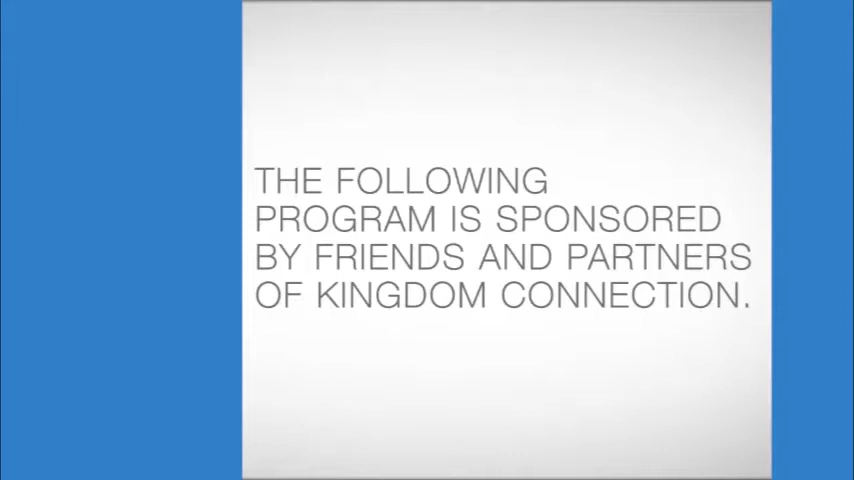 THE FOLLOWING
PROGRAM IS SPONSORED
BY FRIENDS AND PARTNERS
OF KINGDOM CONNECTION.